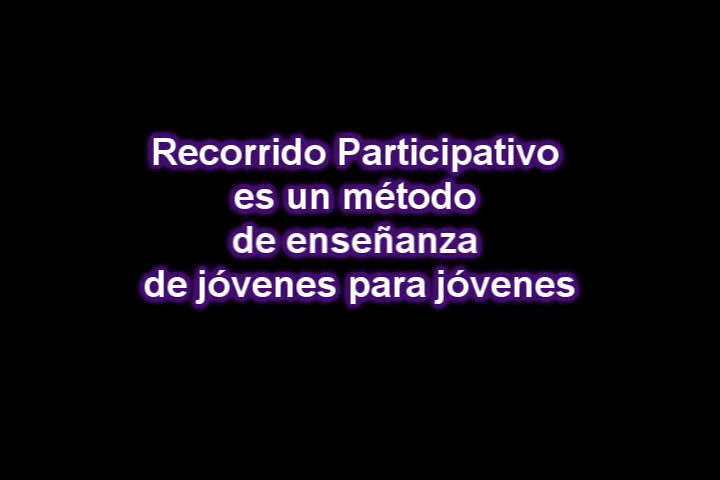 Recorrido Participativo
es un método
de enseñanza
de jóvenes para jóvenes